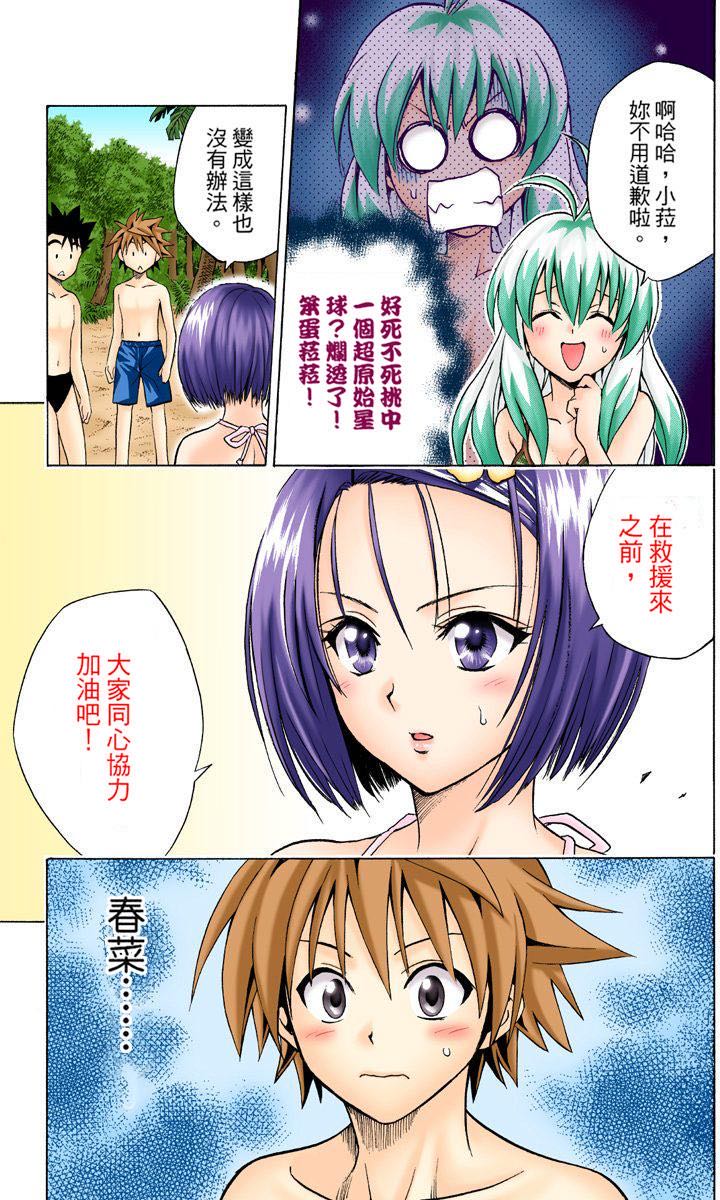 啊哈哈，小菈，
妳不用道歉啦。
好死不死挑中
一個超原始星
球？爛透了！
笨蛋菈菈！
變成這樣也
沒有辦法。
在救援來
之前，
大家同心協力
加油吧！
春菜……